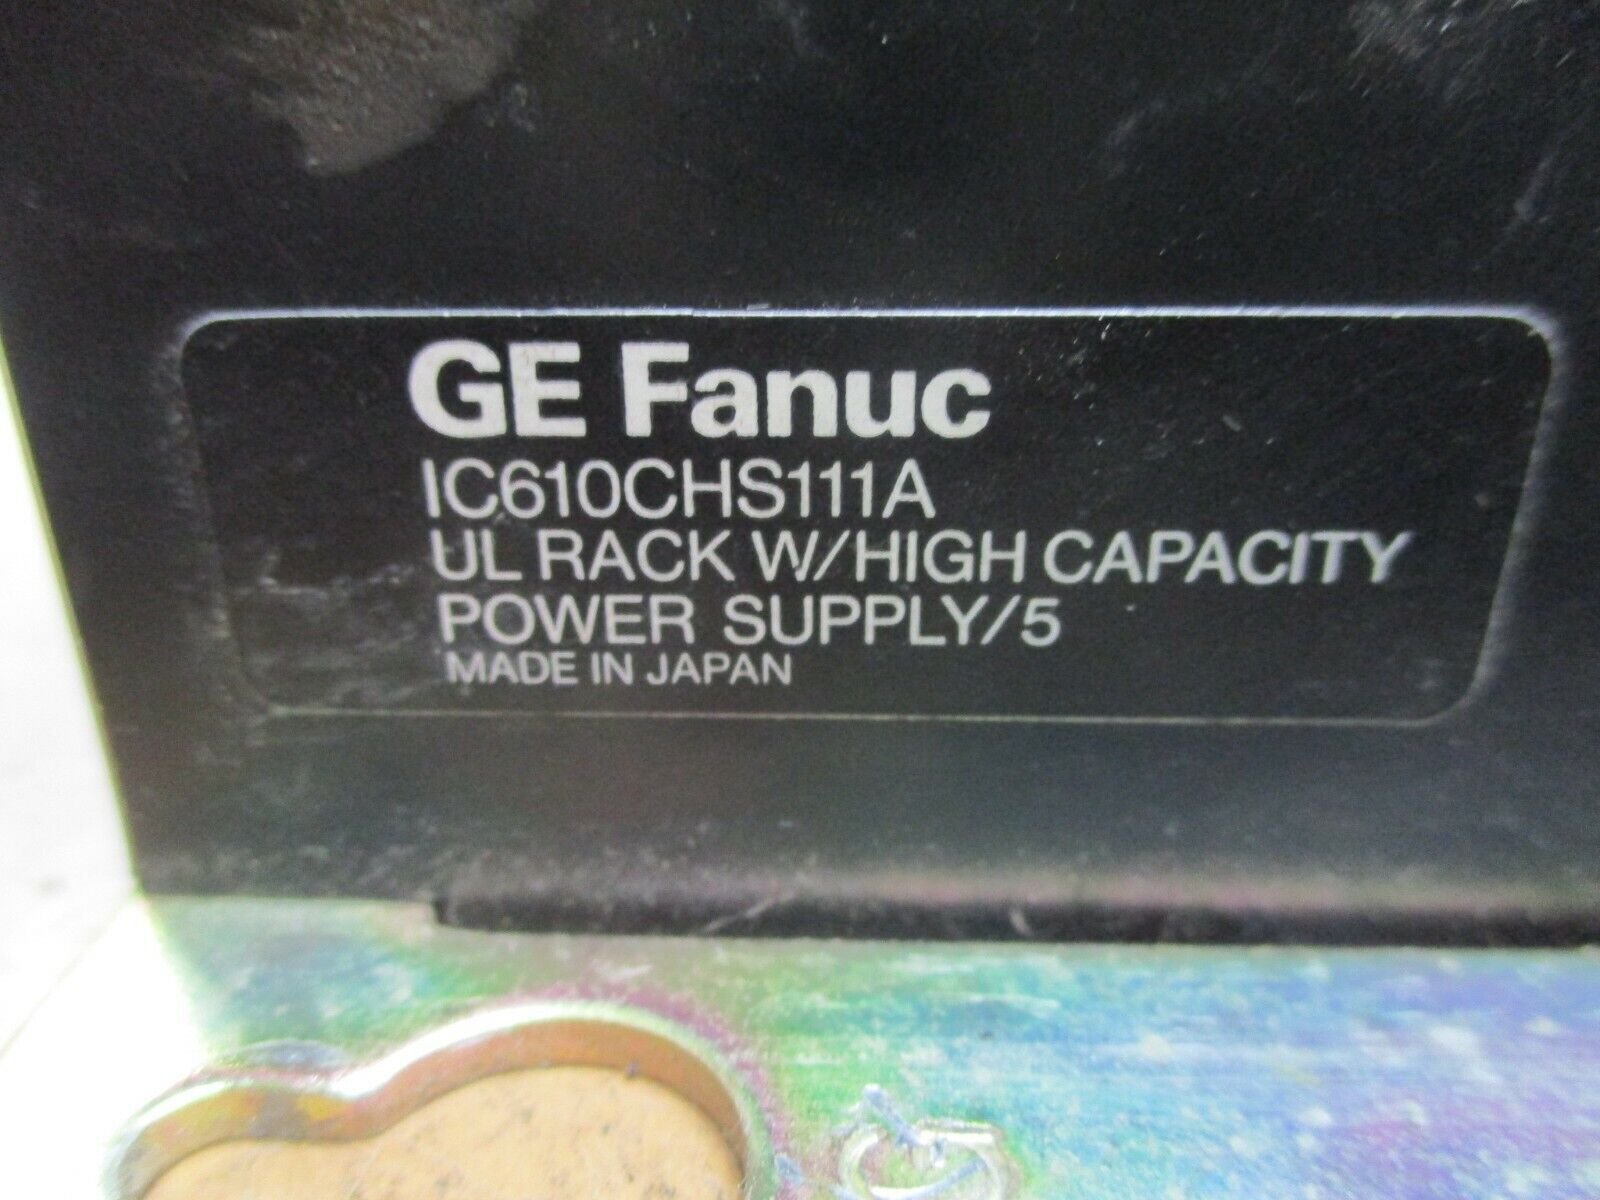 GE Fanuc
IC610CHS111A
UL RACK W/HIGH CAPACITY
POWER SUPPLY/5
MADE IN JAPAN